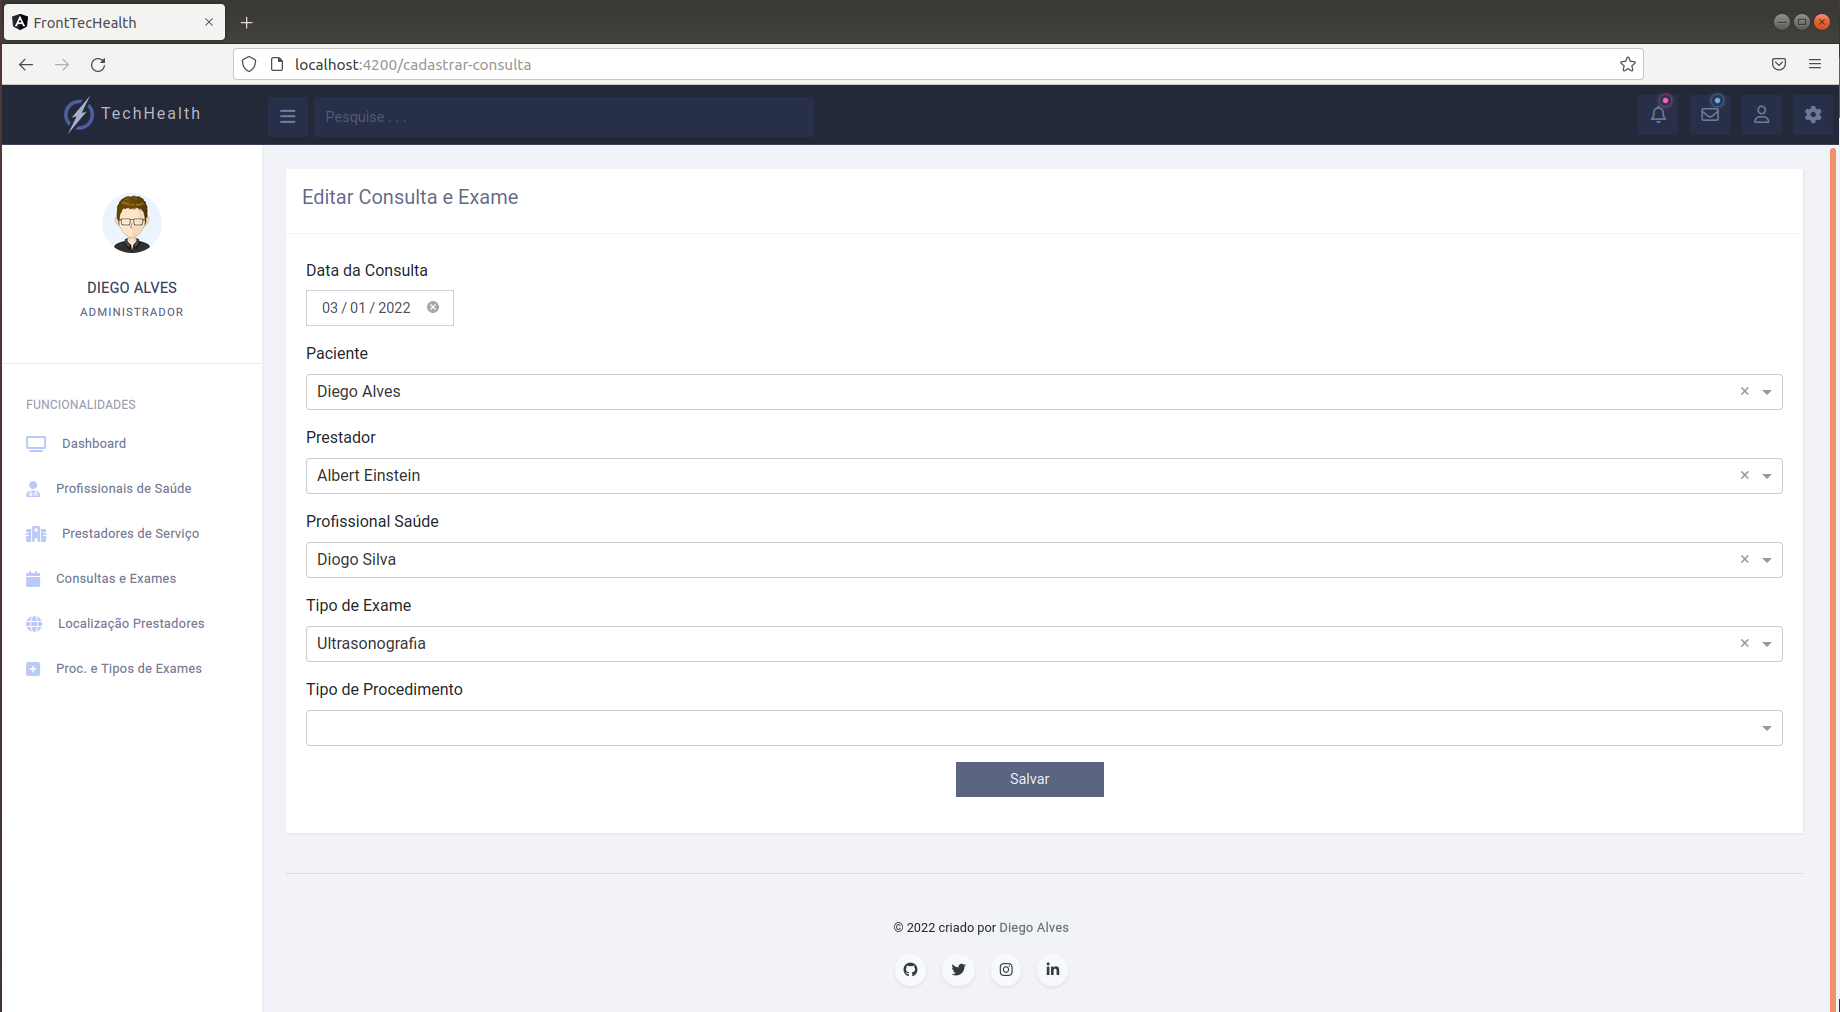 FrontTecHealth
localhost:4200/cadastrar-consulta
TechHealth
Pesquise . . .
DIEGO ALVES
ADMINISTRADOR
FUNCIONALIDADES
Dashboard
Profissionais de Saúde
Prestadores de Serviço
Consultas e Exames
Localização Prestadores
Proc. e Tipos de Exames
Editar Consulta e Exame
Data da Consulta
03 / 01 / 2022
Paciente
Diego Alves
Prestador
Albert Einstein
Profissional Saúde
Diogo Silva
Tipo de Exame
Ultrasonografia
Tipo de Procedimento
Salvar
© 2022 criado por Diego Alves